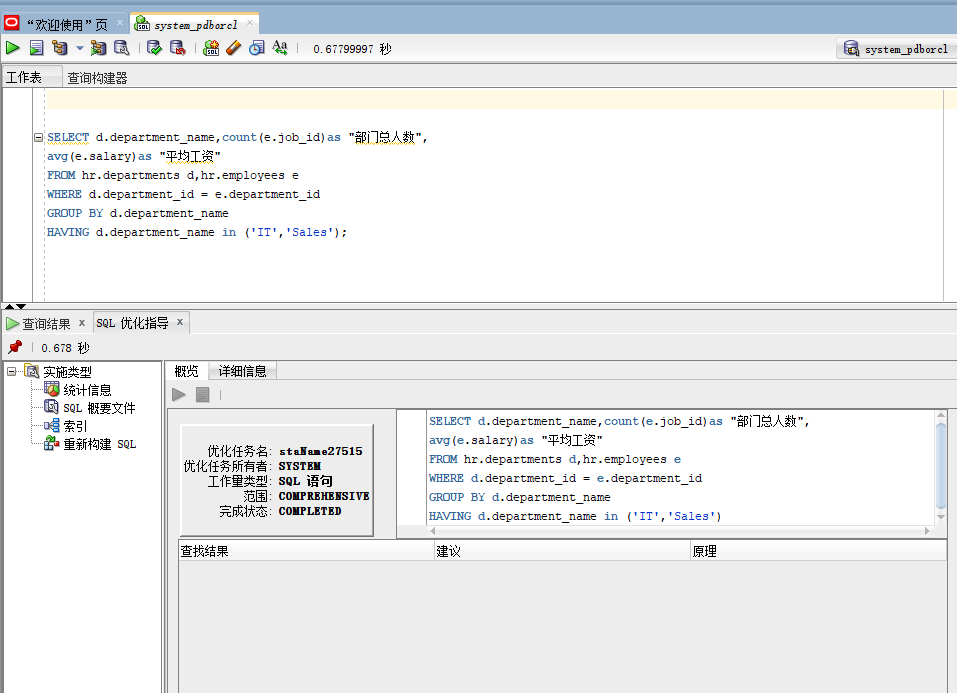 “欢迎使用”页 ×
system_pdborcl ×
0.67799997 秒
system_pdborcl
工作表
查询构建器
SELECT d.department_name,count(e.job_id)as "部门总人数",
avg(e.salary)as "平均工资"
FROM hr.departments d,hr.employees e
WHERE d.department_id = e.department_id
GROUP BY d.department_name
HAVING d.department_name in ('IT','Sales');
查询结果 ×
SQL 优化指导 ×
0.678 秒
实施类型
统计信息
SQL 概要文件
索引
重新构建 SQL
概览
详细信息
优化任务名: staName27515
优化任务所有者: SYSTEM
工作量类型: SQL 语句
范围: COMPREHENSIVE
完成状态: COMPLETED
SELECT d.department_name,count(e.job_id)as "部门总人数",
avg(e.salary)as "平均工资"
FROM hr.departments d,hr.employees e
WHERE d.department_id = e.department_id
GROUP BY d.department_name
HAVING d.department_name in ('IT','Sales')
查找结果
建议
原理